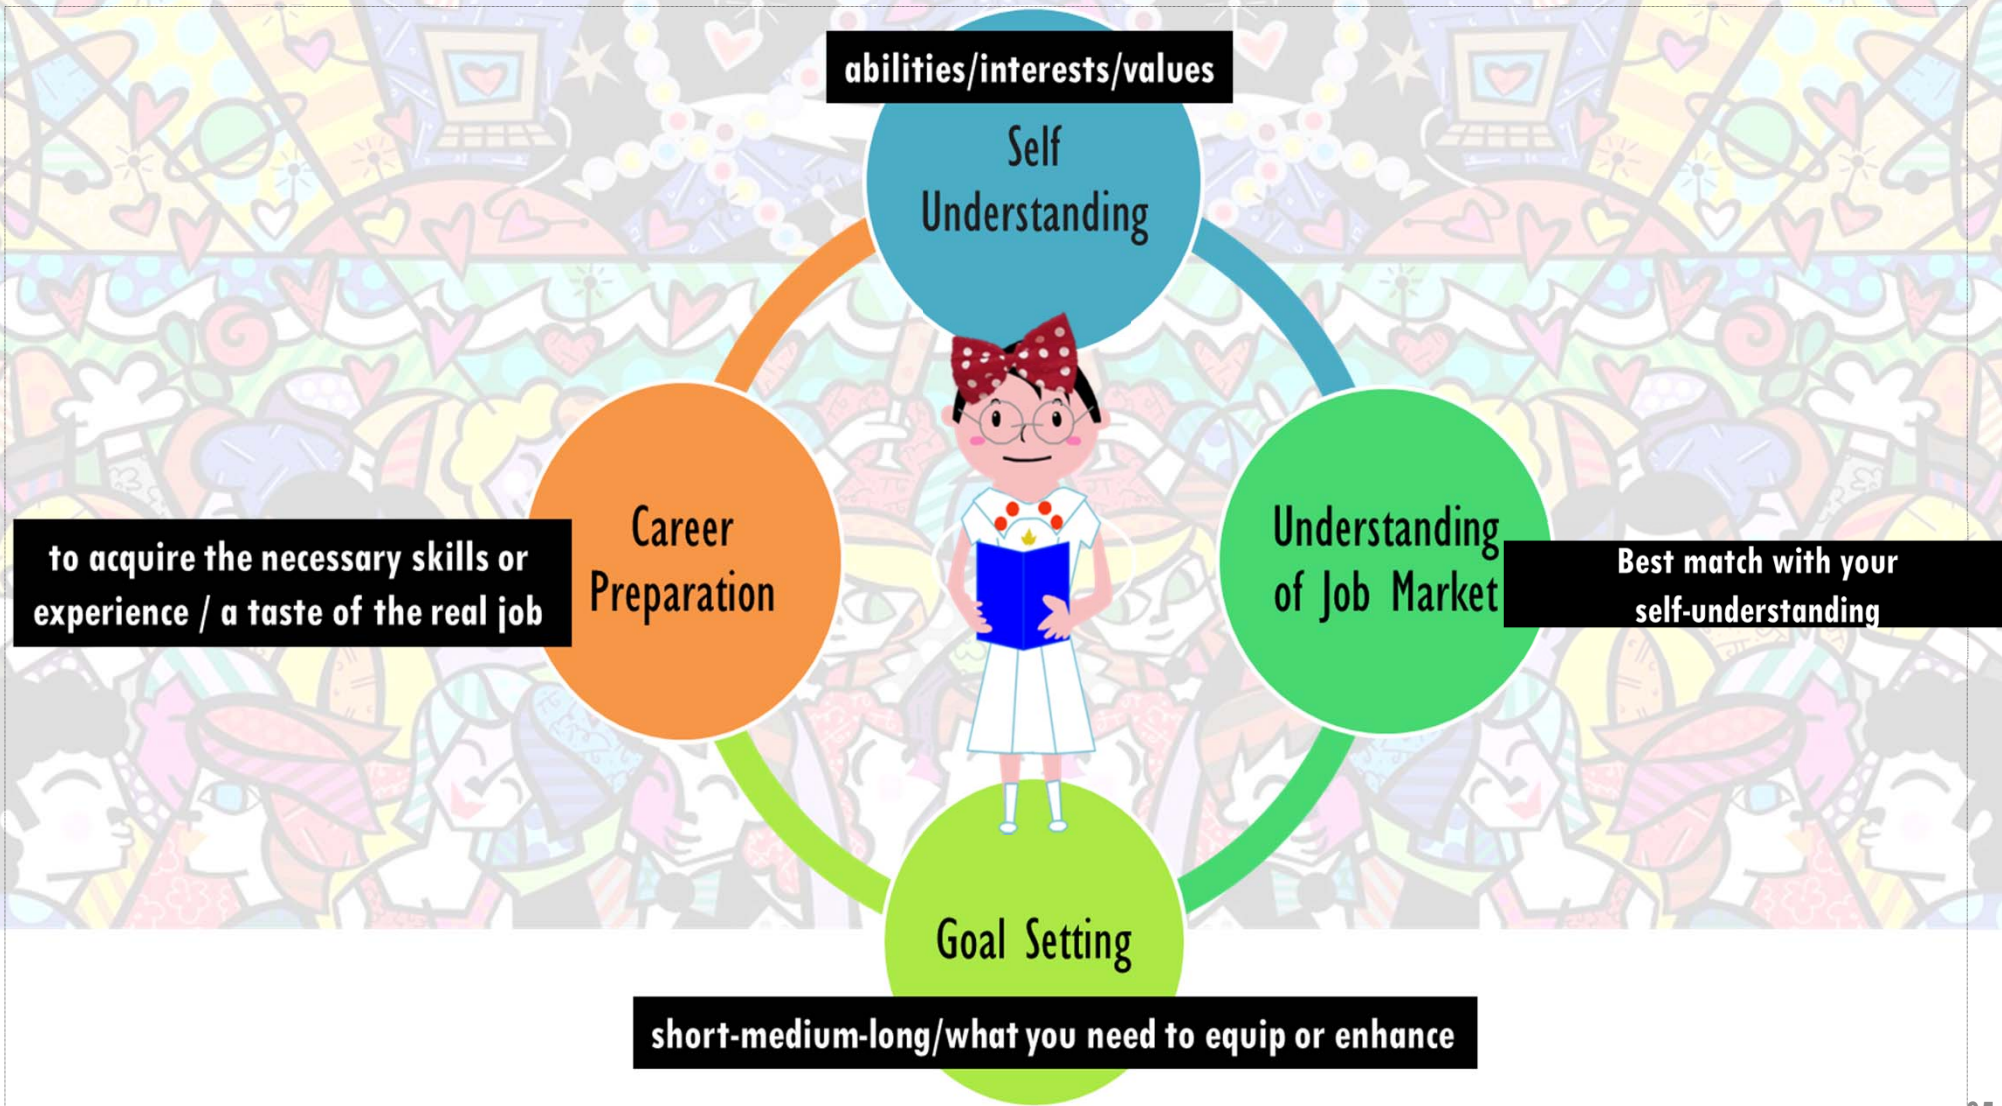 abilities/interests/values
Self
Understanding
Career
Preparation
to acquire the necessary skills or
experience / a taste of the real job
Understanding
of Job Market
Best match with your
self-understanding
Goal Setting
short-medium-long/what you need to equip or enhance